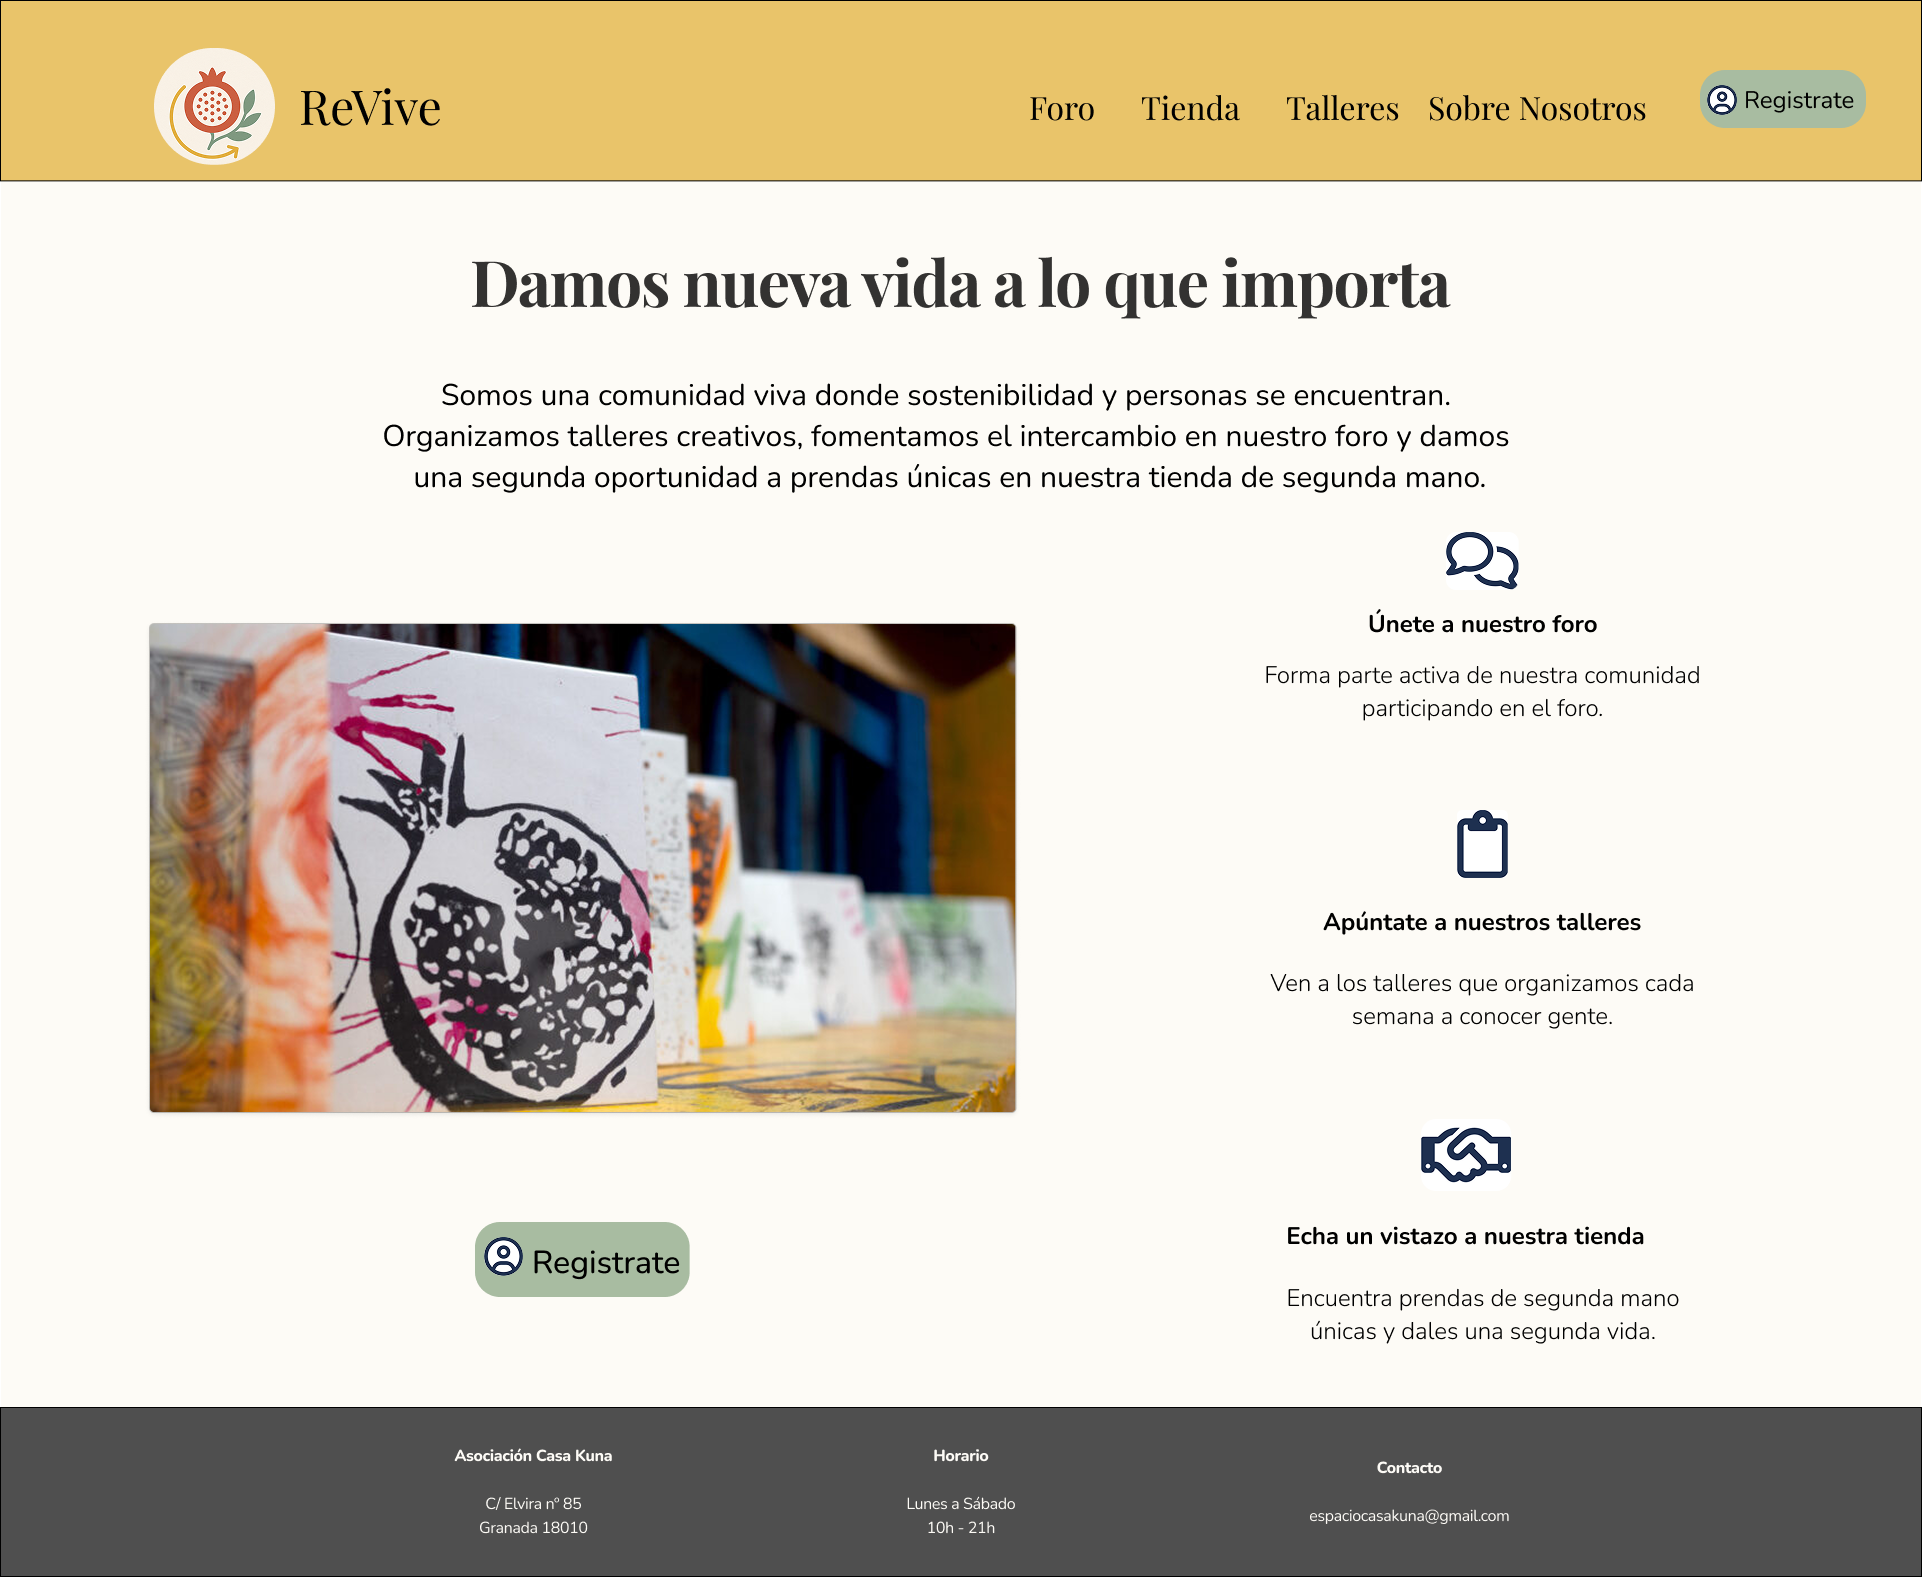 ReVive
Foro
Tienda
Talleres
Sobre Nosotros
Registrate
Damos nueva vida a lo que importa
Somos una comunidad viva donde sostenibilidad y personas se encuentran.
Organizamos talleres creativos, fomentamos el intercambio en nuestro foro y damos
una segunda oportunidad a prendas únicas en nuestra tienda de segunda mano.
Únete a nuestro foro
Forma parte activa de nuestra comunidad
participando en el foro.
Apúntate a nuestros talleres
Ven a los talleres que organizamos cada
semana a conocer gente.
Echa un vistazo a nuestra tienda
Encuentra prendas de segunda mano
únicas y dales una segunda vida.
Registrate
Asociación Casa Kuna
C/ Elvira nº 85
Granada 18010
Horario
Lunes a Sábado
10h - 21h
Contacto
espaciocasakuna@gmail.com